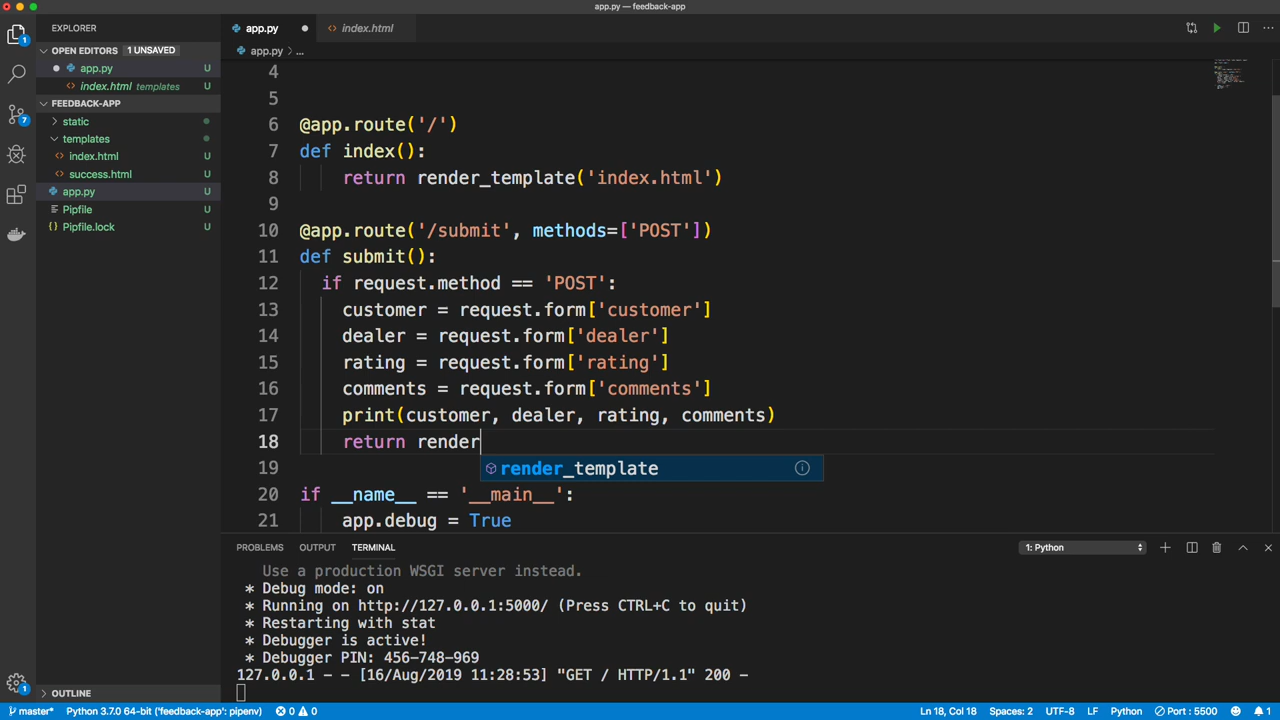 app.py — feedback-app
EXPLORER
OPEN EDITORS 1 UNSAVED
app.py U
index.html templates U
FEEDBACK-APP
static
templates
index.html U
success.html U
app.py U
Pipfile U
Pipfile.lock U
OUTLINE
app.py
index.html
app.py > ...
4
5
6 @app.route('/')
7 def index():
8 return render_template('index.html')
9
10 @app.route('/submit', methods=['POST'])
11 def submit():
12 if request.method == 'POST':
13 customer = request.form['customer']
14 dealer = request.form['dealer']
15 rating = request.form['rating']
16 comments = request.form['comments']
17 print(customer, dealer, rating, comments)
18 return render
render_template
19
20 if __name__ == '__main__':
21 app.debug = True
PROBLEMS OUTPUT TERMINAL 1: Python
Use a production WSGI server instead.
* Debug mode: on
* Running on http://127.0.0.1:5000/ (Press CTRL+C to quit)
* Restarting with stat
* Debugger is active!
* Debugger PIN: 456-748-969
127.0.0.1 - - [16/Aug/2019 11:28:53] "GET / HTTP/1.1" 200 -
1
7
1
master* Python 3.7.0 64-bit ('feedback-app': pipenv) 0 0 Ln 18, Col 18 Spaces: 2 UTF-8 LF Python Port : 5500 1